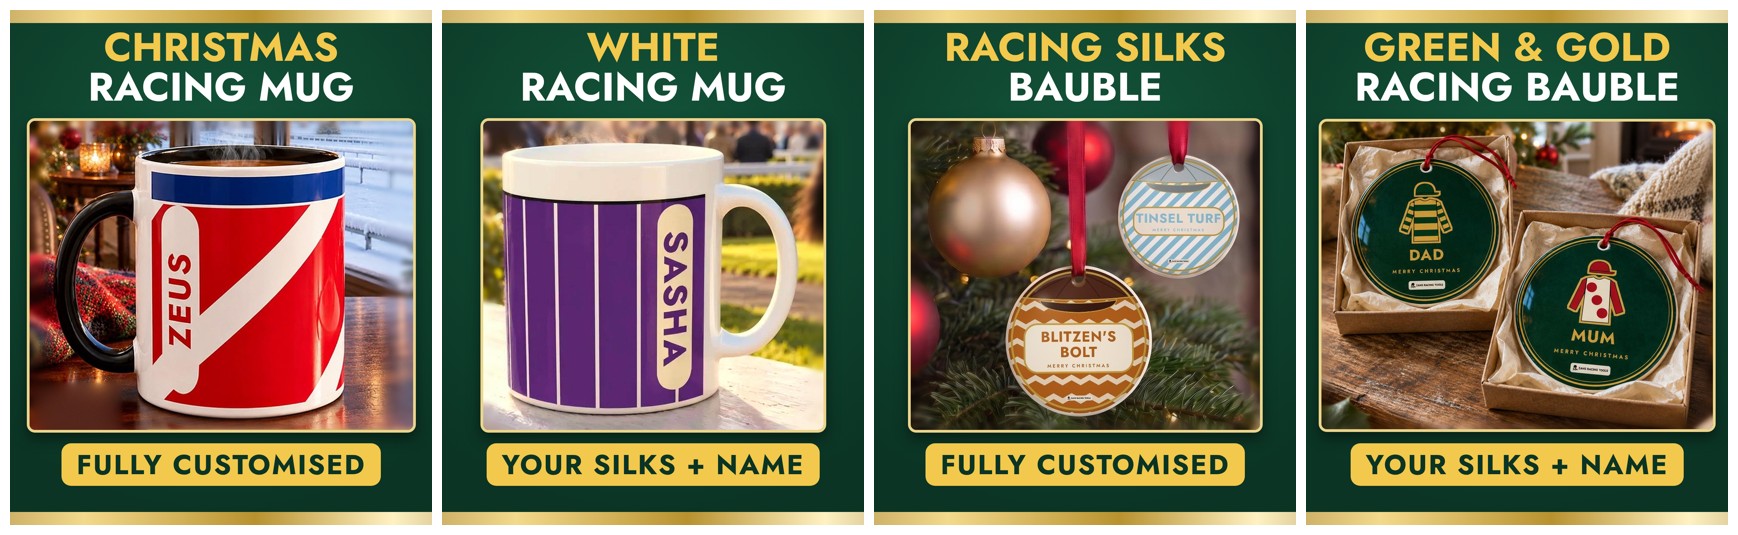 CHRISTMAS
RACING MUG
ZEUS
FULLY CUSTOMISED
WHITE
RACING MUG
SASHA
YOUR SILKS + NAME
RACING SILKS
BAUBLE
TINSEL TURF
MERRY CHRISTMAS
BLITZEN'S
BOLT
MERRY CHRISTMAS
FULLY CUSTOMISED
GREEN & GOLD
RACING BAUBLE
DAD
MERRY CHRISTMAS
MUM
MERRY CHRISTMAS
YOUR SILKS + NAME